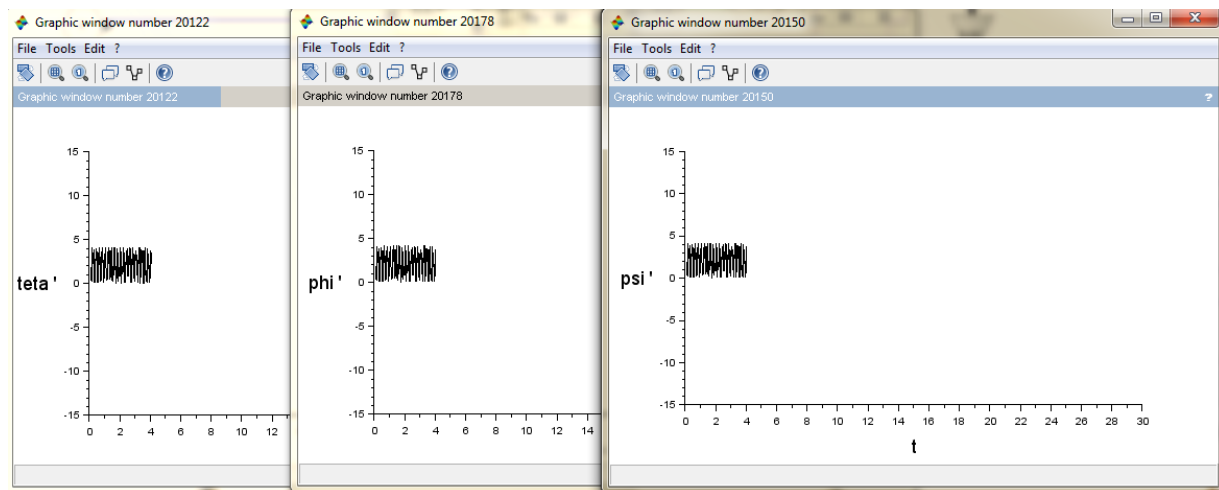 Graphic window number 20122
File Tools Edit ?
Graphic window number 20122
15
10
5
0
-5
-10
-15
teta '
0 2 4 6 8 10 12
Graphic window number 20178
File Tools Edit ?
Graphic window number 20178
15
10
5
0
-5
-10
-15
phi '
0 2 4 6 8 10 12 14
Graphic window number 20150
File Tools Edit ?
Graphic window number 20150 ?
15
10
5
0
-5
-10
-15
psi '
0 2 4 6 8 10 12 14 16 18 20 22 24 26 28 30
t